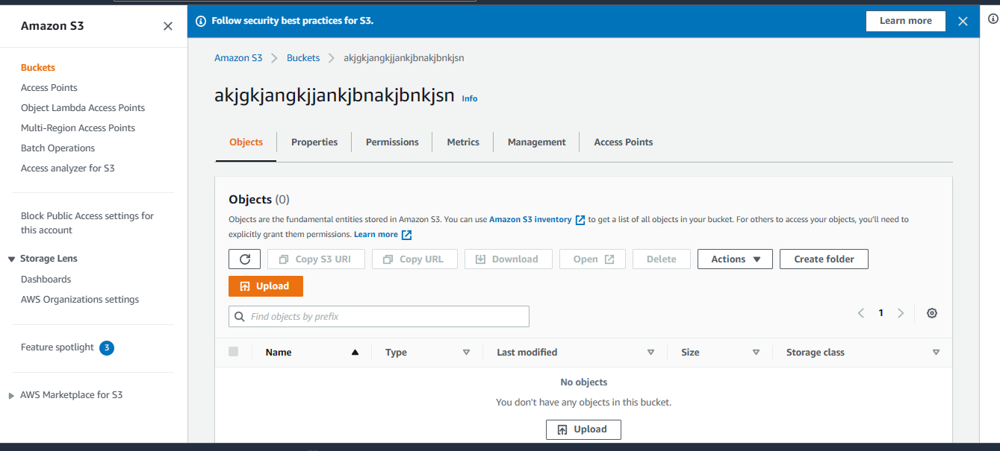 Amazon S3
Buckets
Access Points
Object Lambda Access Points
Multi-Region Access Points
Batch Operations
Access analyzer for S3
Block Public Access settings for
this account
Storage Lens
Dashboards
AWS Organizations settings
Feature spotlight 3
AWS Marketplace for S3
Follow security best practices for S3.
Learn more
Amazon S3 Buckets akjgkjangkjjankjbnakjbnkjsn
akjgkjangkjjankjbnakjbnkjsn Info
Objects Properties Permissions Metrics Management Access Points
Objects (0)
Objects are the fundamental entities stored in Amazon S3. You can use Amazon S3 inventory to get a list of all objects in your bucket. For others to access your objects, you'll need to
explicitly grant them permissions. Learn more
Copy S3 URI Copy URL Download Open Delete Actions Create folder
Upload
Find objects by prefix 1
Name Type Last modified Size Storage class
No objects
You don't have any objects in this bucket.
Upload